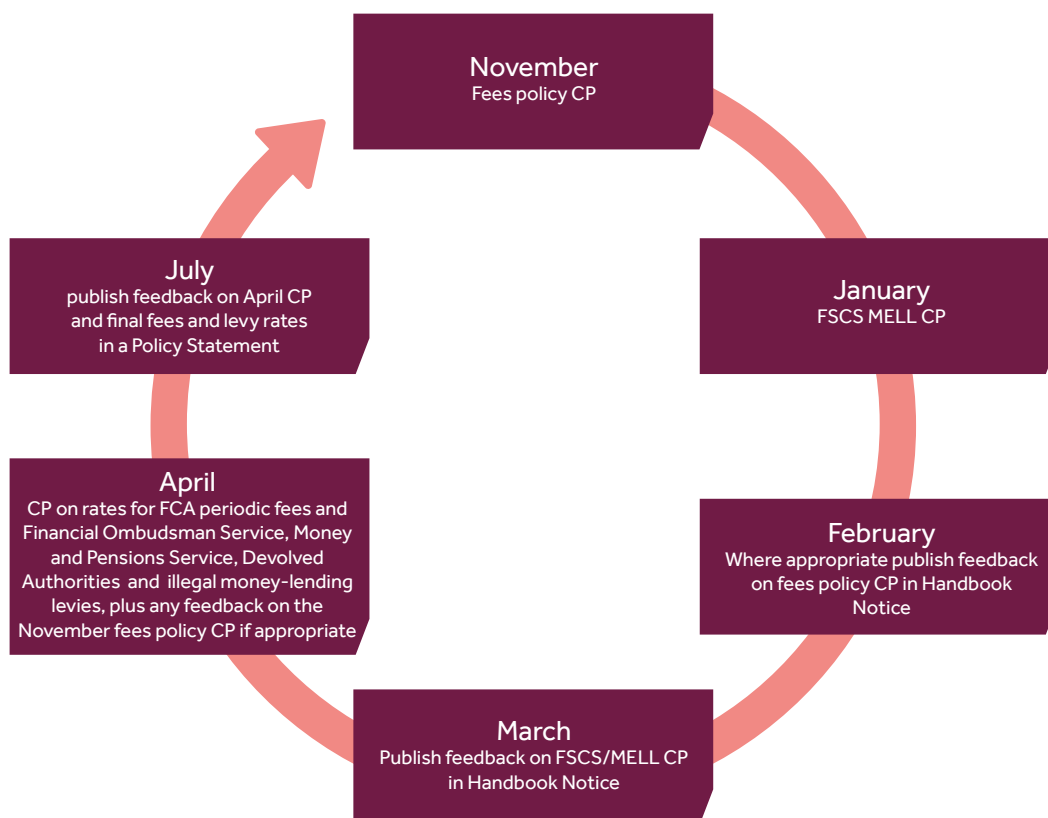 November
Fees policy CP
January
FSCS MELL CP
February
Where appropriate publish feedback
on fees policy CP in Handbook
Notice
March
Publish feedback on FSCS/MELL CP
in Handbook Notice
April
CP on rates for FCA periodic fees and
Financial Ombudsman Service, Money
and Pensions Service, Devolved
Authorities and illegal money-lending
levies, plus any feedback on the
November fees policy CP if appropriate
July
publish feedback on April CP
and final fees and levy rates
in a Policy Statement